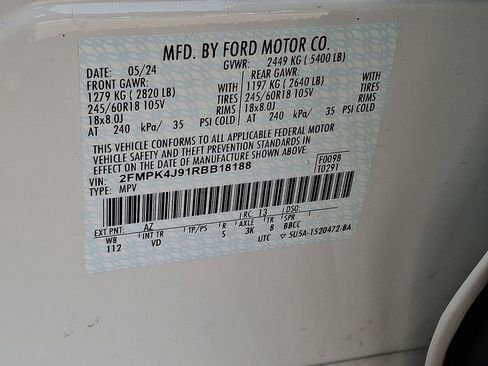 MFD. BY FORD MOTOR CO.
DATE: 05/24 GVWR: 2449 KG ( 5400 LB)
FRONT GAWR: REAR GAWR:
1279 KG ( 2820 LB) WITH 1197 KG ( 2640 LB) WITH
245/60R18 105V TIRES 245/60R18 105V TIRES
18x8.0J RIMS 18x8.0J RIMS
AT 240 kPa/ 35 PSI COLD AT 240 kPa/ 35 PSI COLD
THIS VEHICLE CONFORMS TO ALL APPLICABLE FEDERAL MOTOR
VEHICLE SAFETY AND THEFT PREVENTION STANDARDS IN
EFFECT ON THE DATE OF MANUFACTURE SHOWN ABOVE.
VIN: 2FMPK4J91RBB18188 F0098
TYPE: MPV T0291
EXT PNT: AZ RC: 13 DSO:
WB INT TR TP/PS R AXLE TR SPR
112 VD S 3K 8 BBCC
UTC ▽ 5U5A-1520472-BA